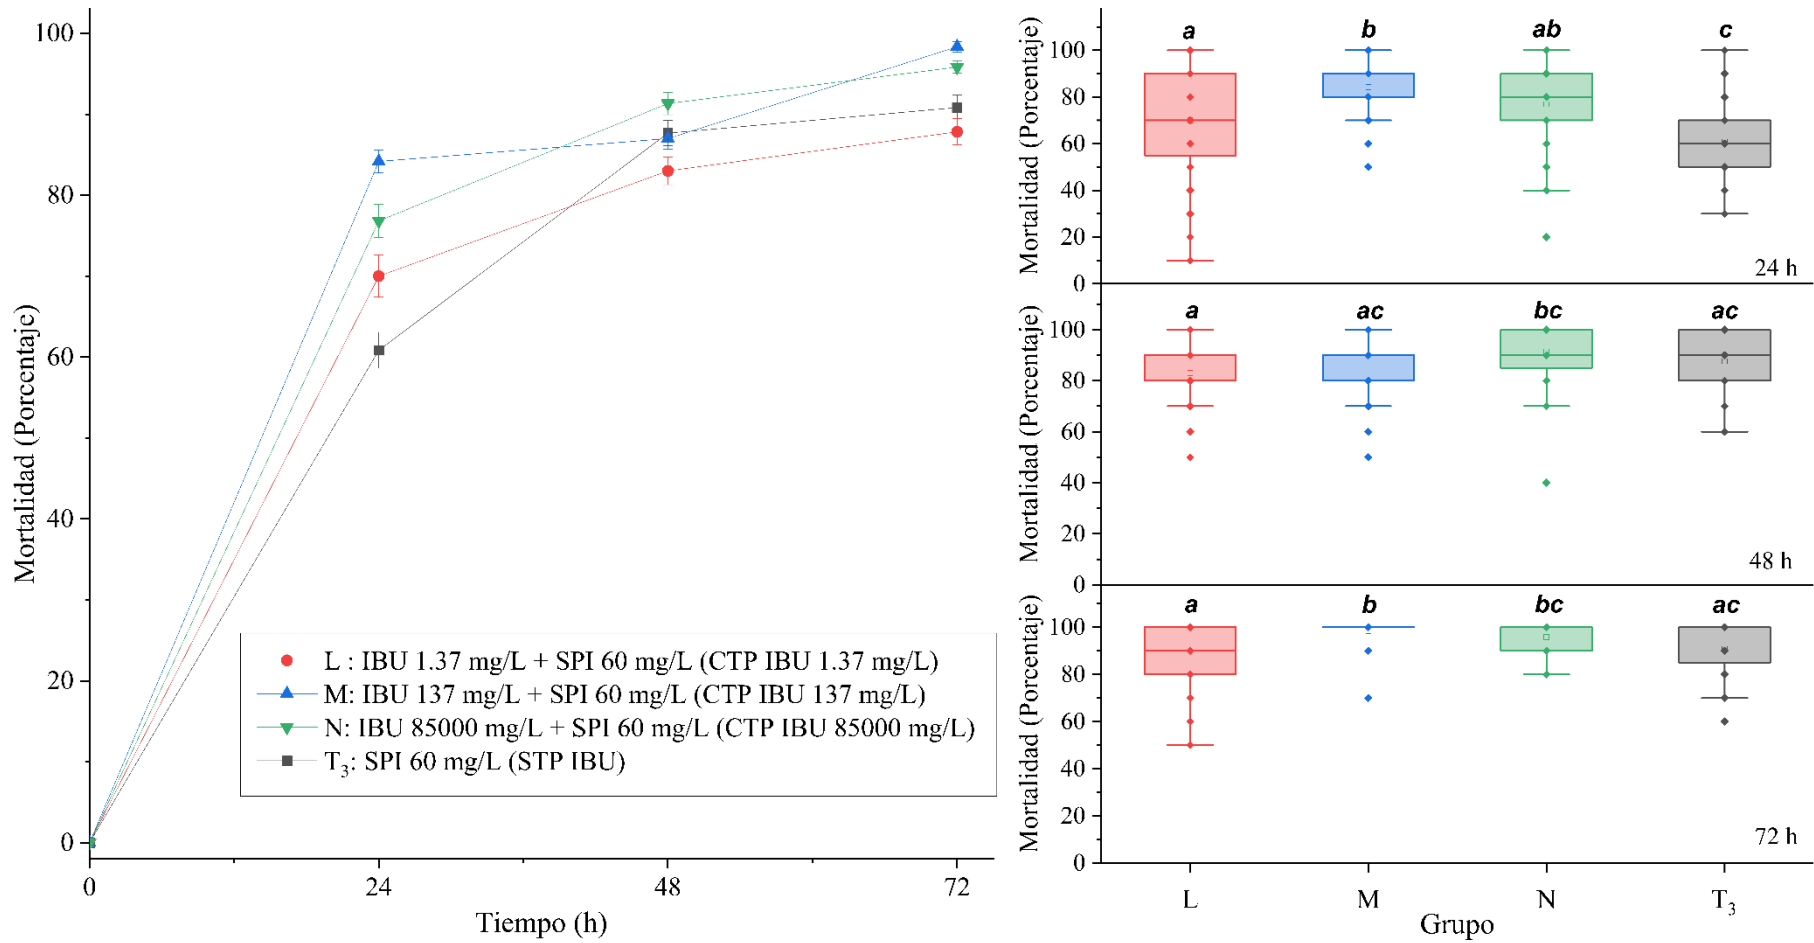 100
80
60
40
20
0
Mortalidad (Porcentaje)
0 24 48 72
Tiempo (h)
L : IBU 1.37 mg/L + SPI 60 mg/L (CTP IBU 1.37 mg/L)
M: IBU 137 mg/L + SPI 60 mg/L (CTP IBU 137 mg/L)
N: IBU 85000 mg/L + SPI 60 mg/L (CTP IBU 85000 mg/L)
T₃: SPI 60 mg/L (STP IBU)
a b ab c
100
80
60
40
20
0
Mortalidad (Porcentaje)
24 h
a ac bc ac
100
80
60
40
20
0
Mortalidad (Porcentaje)
48 h
a b bc ac
100
80
60
40
20
0
Mortalidad (Porcentaje)
72 h
L M N T₃
Grupo